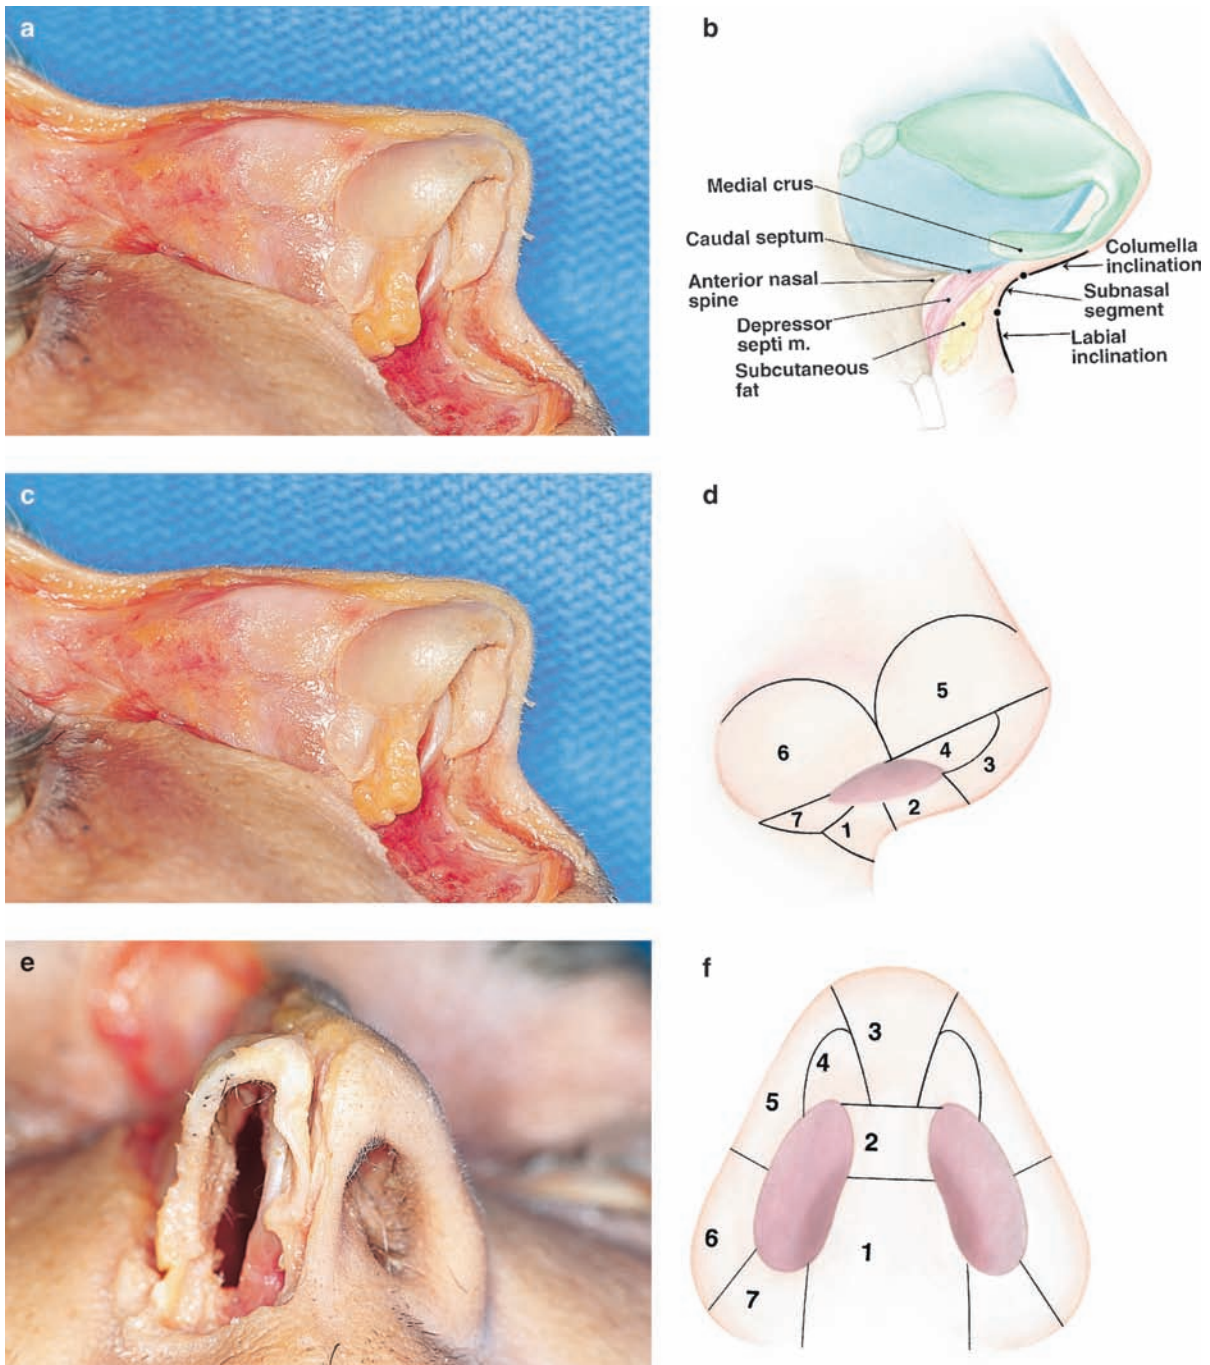 a
b
Medial crus
Caudal septum
Anterior nasal
spine
Depressor
septi m.
Subcutaneous
fat
Columella
inclination
Subnasal
segment
Labial
inclination
c
d
5
6
4
3
2
7
1
e
f
3
4
5
2
6
1
7